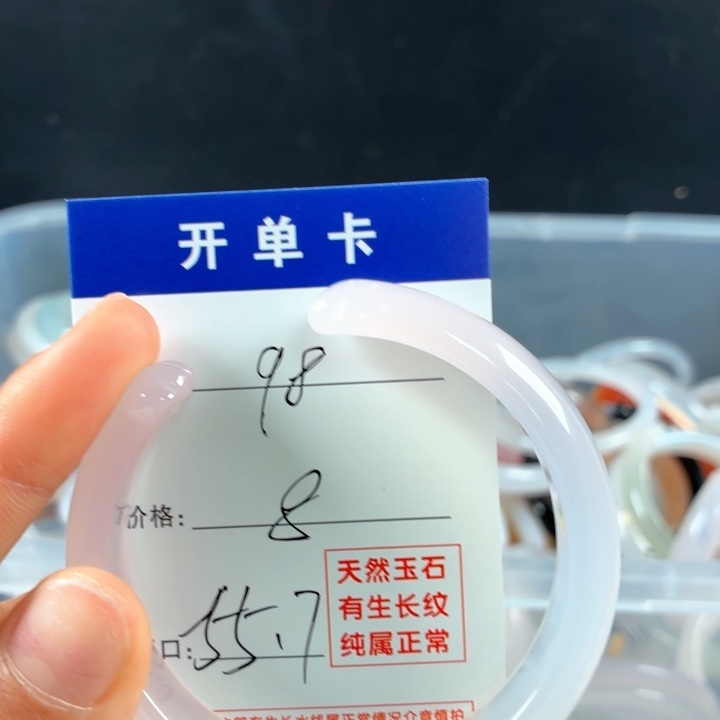 开单卡
98
价格: 8
天然玉石
有生长纹
纯属正常
口: 55.7